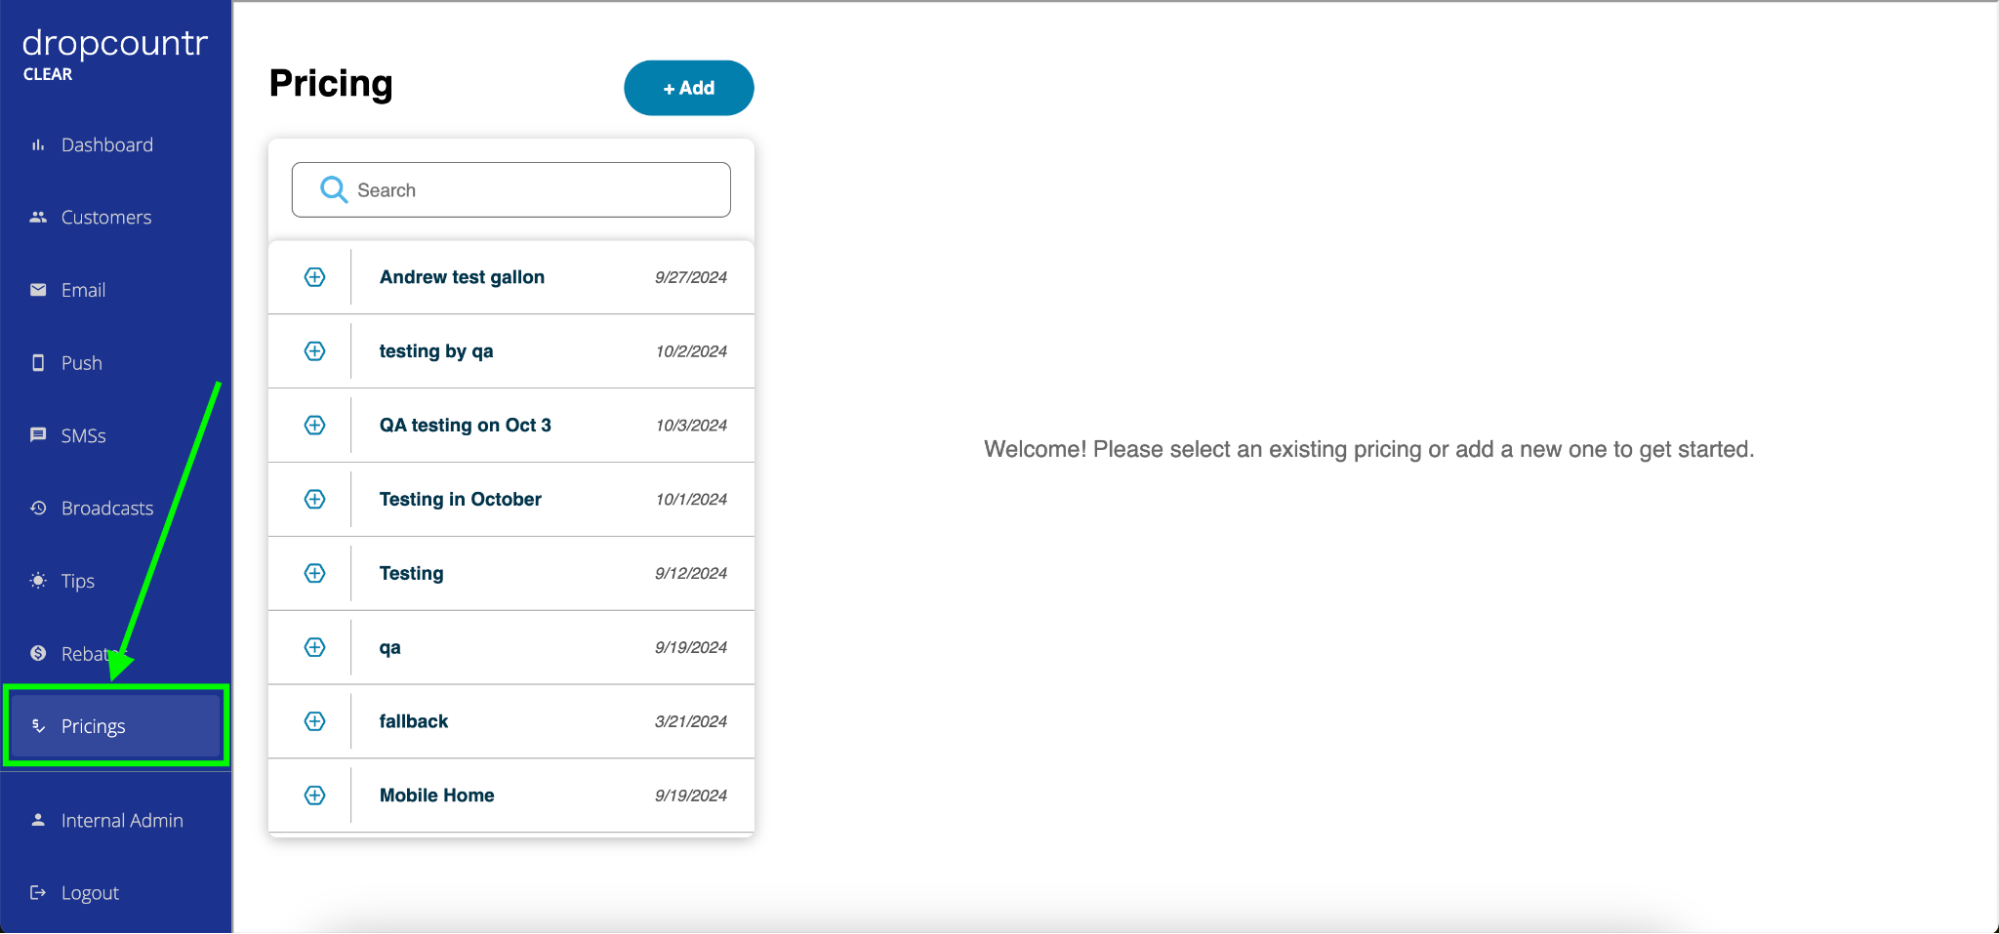 dropcountr
CLEAR
Dashboard
Customers
Email
Push
SMSs
Broadcasts
Tips
Pricings
Internal Admin
Logout
Pricing
+ Add
Search
Andrew test gallon 9/27/2024
testing by qa 10/2/2024
QA testing on Oct 3 10/3/2024
Testing in October 10/1/2024
Testing 9/12/2024
qa 9/19/2024
fallback 3/21/2024
Mobile Home 9/19/2024
Welcome! Please select an existing pricing or add a new one to get started.